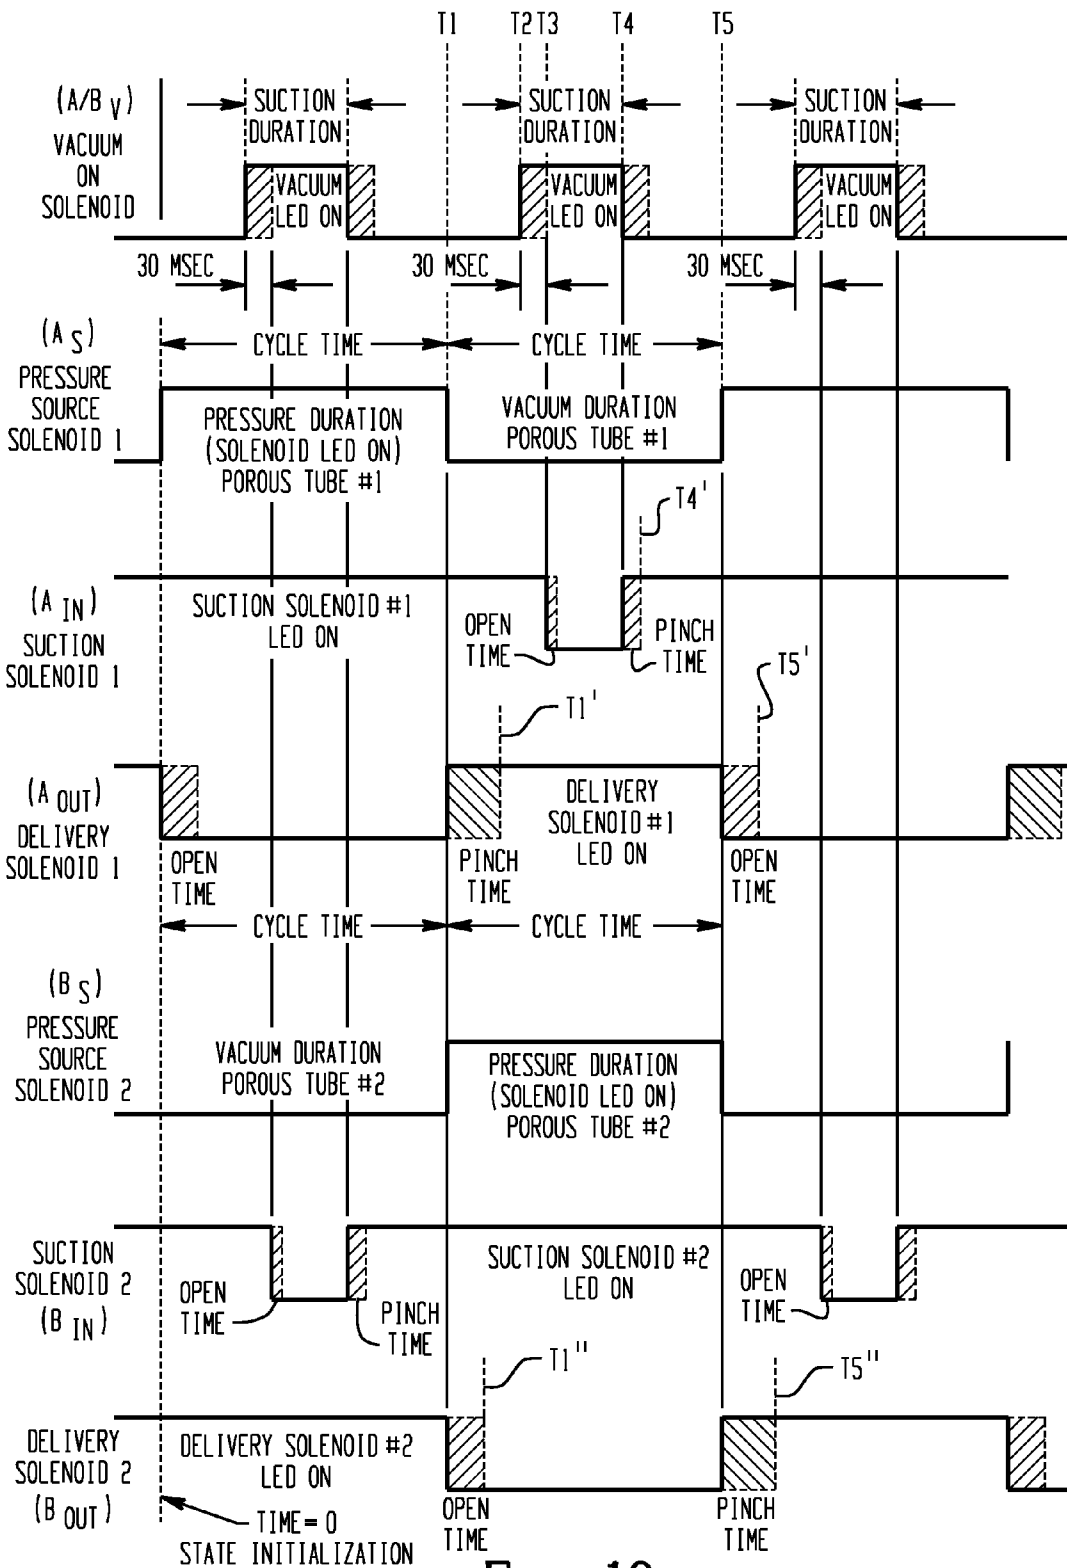 T1 T2 T3 T4 T5
(A/B V)
VACUUM
ON
SOLENOID
SUCTION
DURATION
SUCTION
DURATION
SUCTION
DURATION
VACUUM
LED ON
VACUUM
LED ON
VACUUM
LED ON
30 MSEC
30 MSEC
30 MSEC
(A S)
PRESSURE
SOURCE
SOLENOID 1
CYCLE TIME
CYCLE TIME
PRESSURE DURATION
(SOLENOID LED ON)
POROUS TUBE #1
VACUUM DURATION
POROUS TUBE #1
T4'
(A IN)
SUCTION
SOLENOID 1
SUCTION SOLENOID #1
LED ON
OPEN
TIME
PINCH
TIME
T1'
T5'
(A OUT)
DELIVERY
SOLENOID 1
OPEN
TIME
PINCH
TIME
DELIVERY
SOLENOID #1
LED ON
OPEN
TIME
CYCLE TIME
CYCLE TIME
(B S)
PRESSURE
SOURCE
SOLENOID 2
VACUUM DURATION
POROUS TUBE #2
PRESSURE DURATION
(SOLENOID LED ON)
POROUS TUBE #2
SUCTION
SOLENOID 2
(B IN)
OPEN
TIME
PINCH
TIME
SUCTION SOLENOID #2
LED ON
OPEN
TIME
T1''
T5''
DELIVERY
SOLENOID 2
(B OUT)
DELIVERY SOLENOID #2
LED ON
OPEN
TIME
PINCH
TIME
TIME = 0
STATE INITIALIZATION